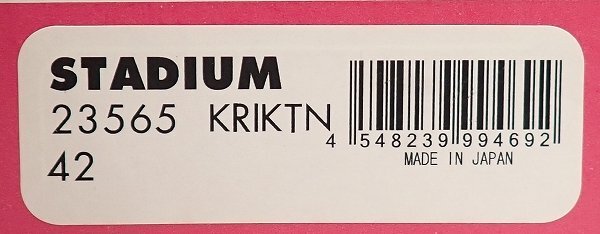 STADIUM
23565 KRIKTN
42
4 548239 994692
MADE IN JAPAN